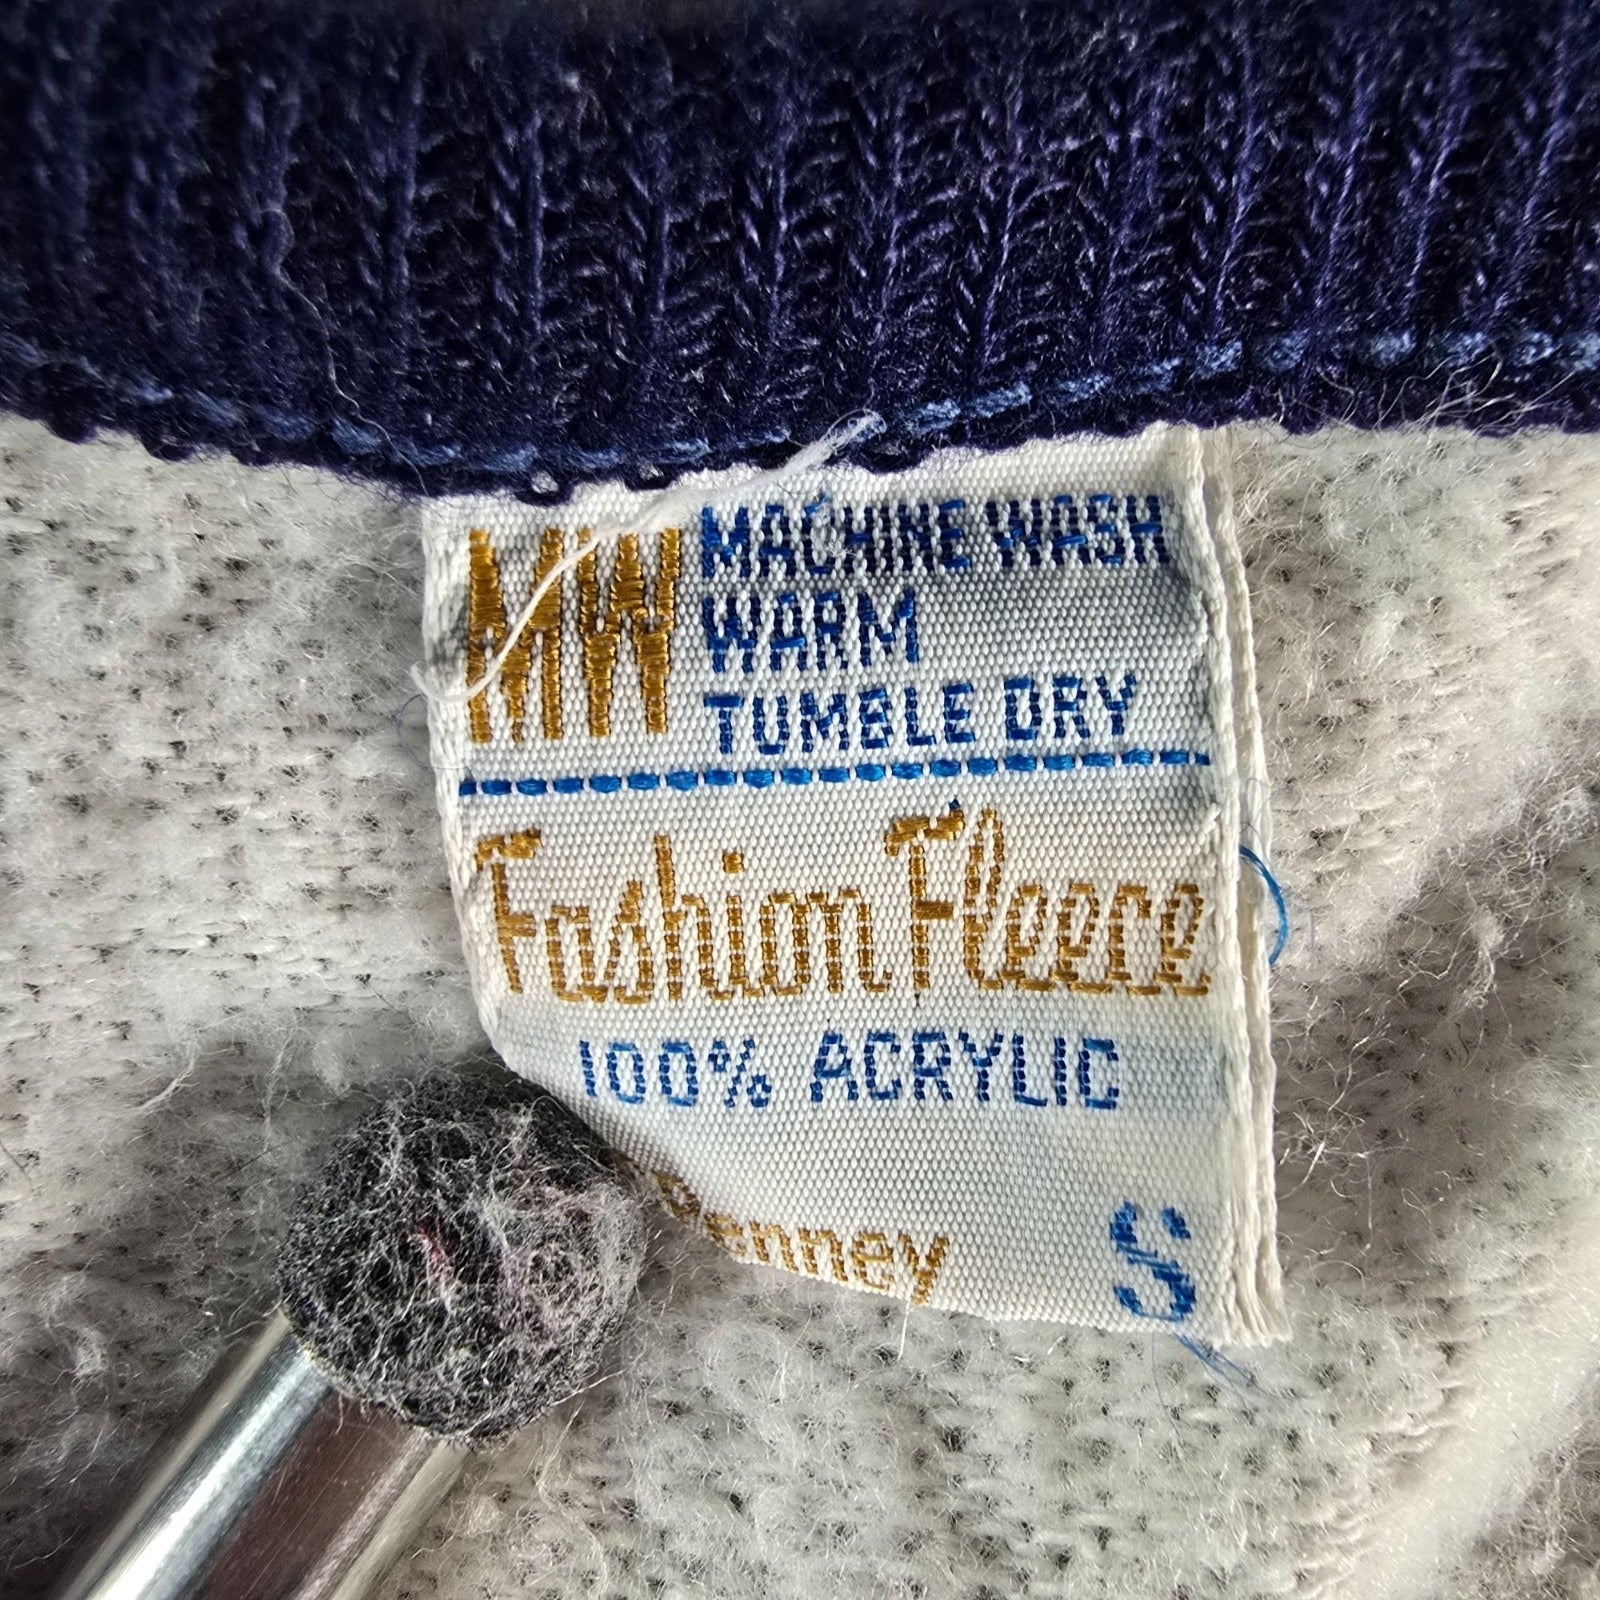 MW MACHINE WASH
WARM
TUMBLE DRY
Fashion Fleece
100% ACRYLIC
Penney S